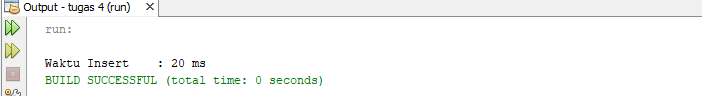 Output - tugas 4 (run)
run:
Waktu Insert    : 20 ms
BUILD SUCCESSFUL (total time: 0 seconds)